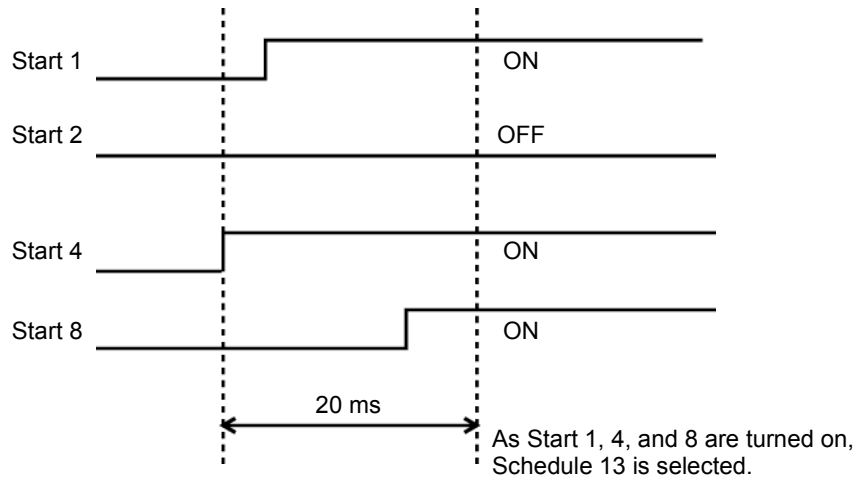 Start 1 ON
Start 2 OFF
Start 4 ON
Start 8 ON
20 ms
As Start 1, 4, and 8 are turned on,
Schedule 13 is selected.